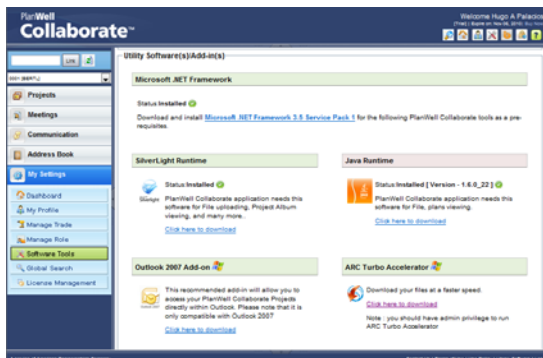 PlanWell
Collaborate™
Welcome Hugo A Palacios
Utility Software(s)/Add-in(s)
Microsoft .NET Framework
Status Installed
Download and install Microsoft .NET Framework 3.5 Service Pack 1 for the following PlanWell Collaborate tools as a pre-
requisites.
Projects
Meetings
Communication
Address Book
My Settings
Dashboard
My Profile
Manage Trade
Manage Role
Software Tools
Global Search
License Management
SilverLight Runtime
Status Installed
PlanWell Collaborate application needs this
software for File uploading, Project Album
viewing, and many more..
Click here to download
Java Runtime
Status Installed [ Version - 1.6.0_22 ]
PlanWell Collaborate application needs this
software for File, plans viewing.
Click here to download
Outlook 2007 Add-on
This recommended add-in will allow you to
access your PlanWell Collaborate Projects
directly within Outlook. Please note that it is
only compatible with Outlook 2007
Click here to download
ARC Turbo Accelerator
Download your files at a faster speed.
Click here to download
Note : you should have admin privilege to run
ARC Turbo Accelerator